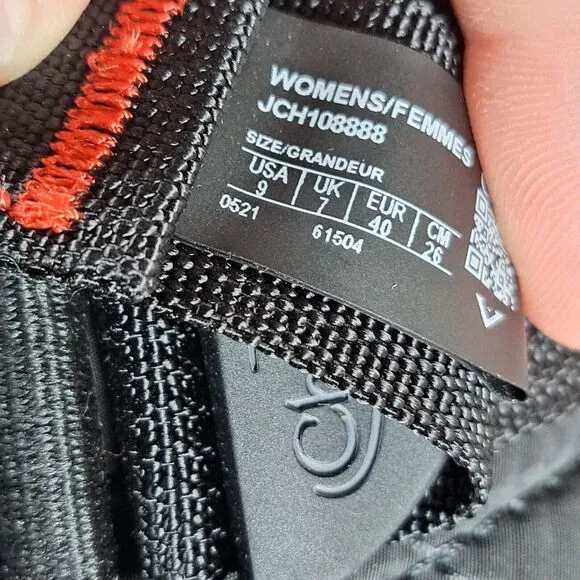 WOMENS/FEMMES
JCH108888
SIZE/GRANDEUR
USA UK EUR CM
9 7 40 26
0521 61504